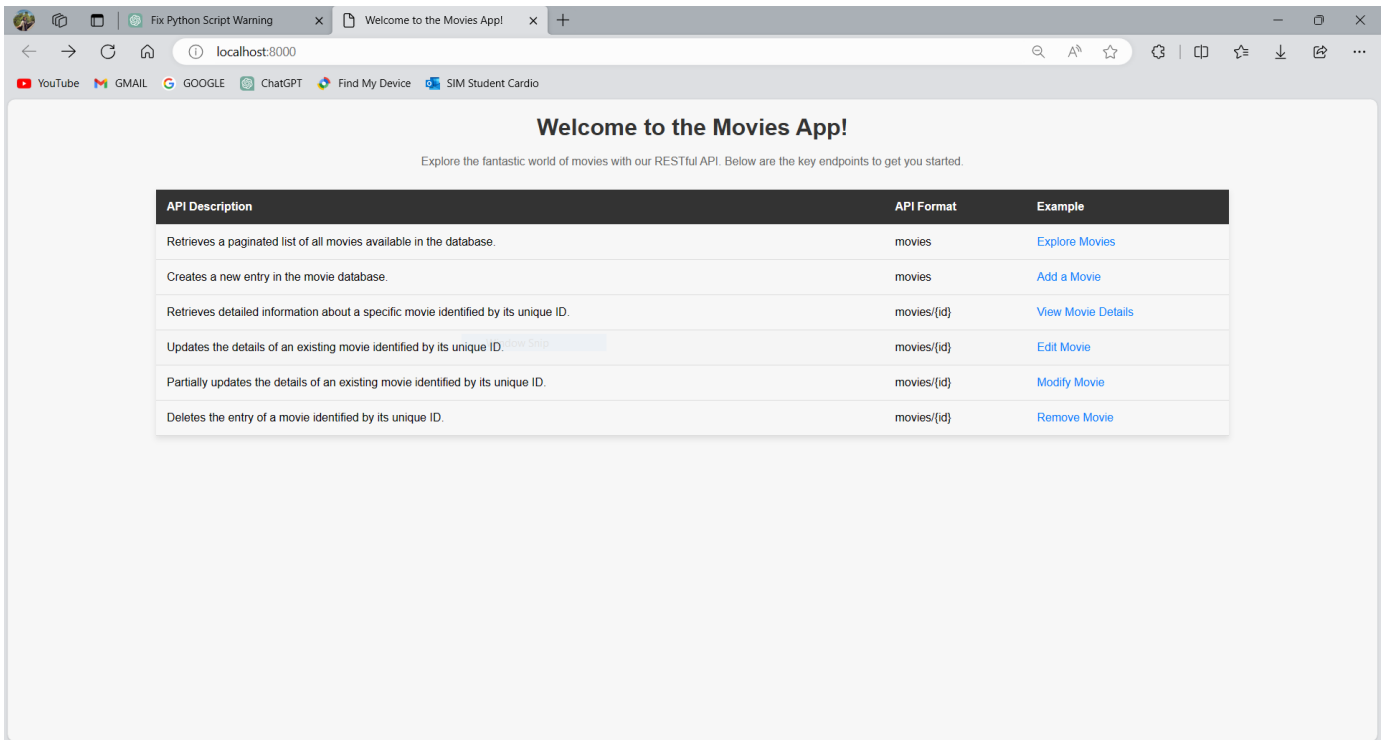 Fix Python Script Warning
Welcome to the Movies App!
localhost:8000
YouTube GMAIL GOOGLE ChatGPT Find My Device SIM Student Cardio
Welcome to the Movies App!
Explore the fantastic world of movies with our RESTful API. Below are the key endpoints to get you started.
API Description API Format Example
Retrieves a paginated list of all movies available in the database. movies Explore Movies
Creates a new entry in the movie database. movies Add a Movie
Retrieves detailed information about a specific movie identified by its unique ID. movies/{id} View Movie Details
Updates the details of an existing movie identified by its unique ID. movies/{id} Edit Movie
Partially updates the details of an existing movie identified by its unique ID. movies/{id} Modify Movie
Deletes the entry of a movie identified by its unique ID. movies/{id} Remove Movie